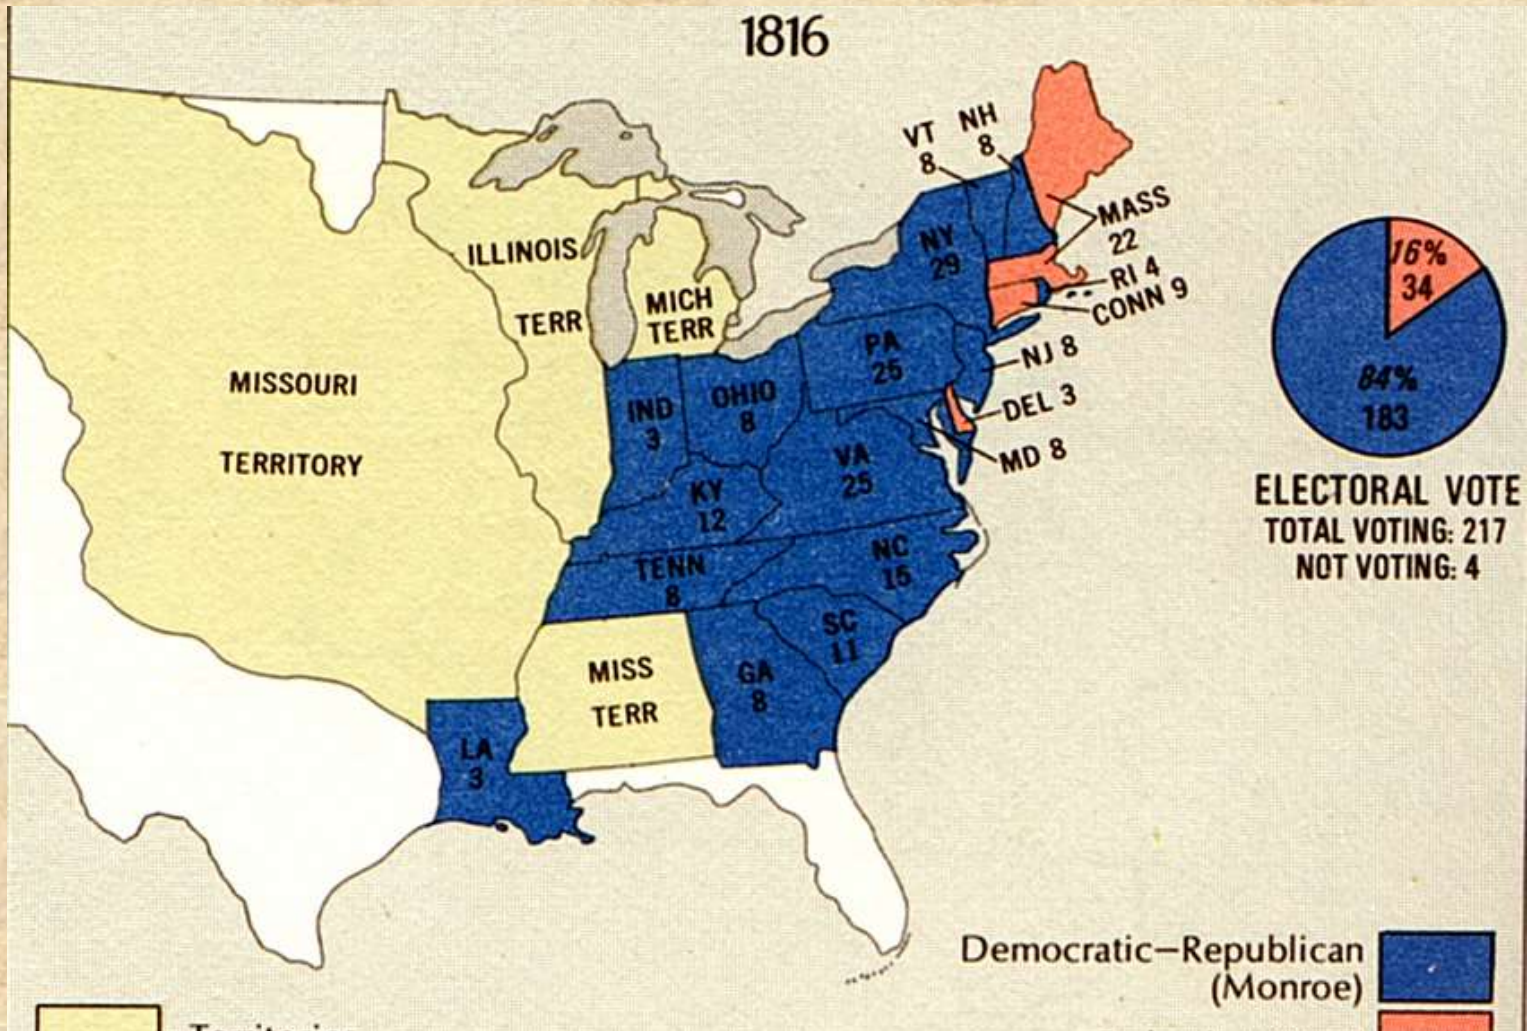 1816
VT
8
NH
8
MASS
22
RI 4
CONN 9
NY
29
ILLINOIS
TERR
MICH
TERR
16%
34
84%
183
PA
25
NJ 8
DEL 3
MD 8
MISSOURI
TERRITORY
IND
3
OHIO
8
VA
25
KY
12
ELECTORAL VOTE
TOTAL VOTING: 217
NOT VOTING: 4
TENN
8
NC
15
SC
11
MISS
TERR
GA
8
LA
3
Democratic—Republican
(Monroe)